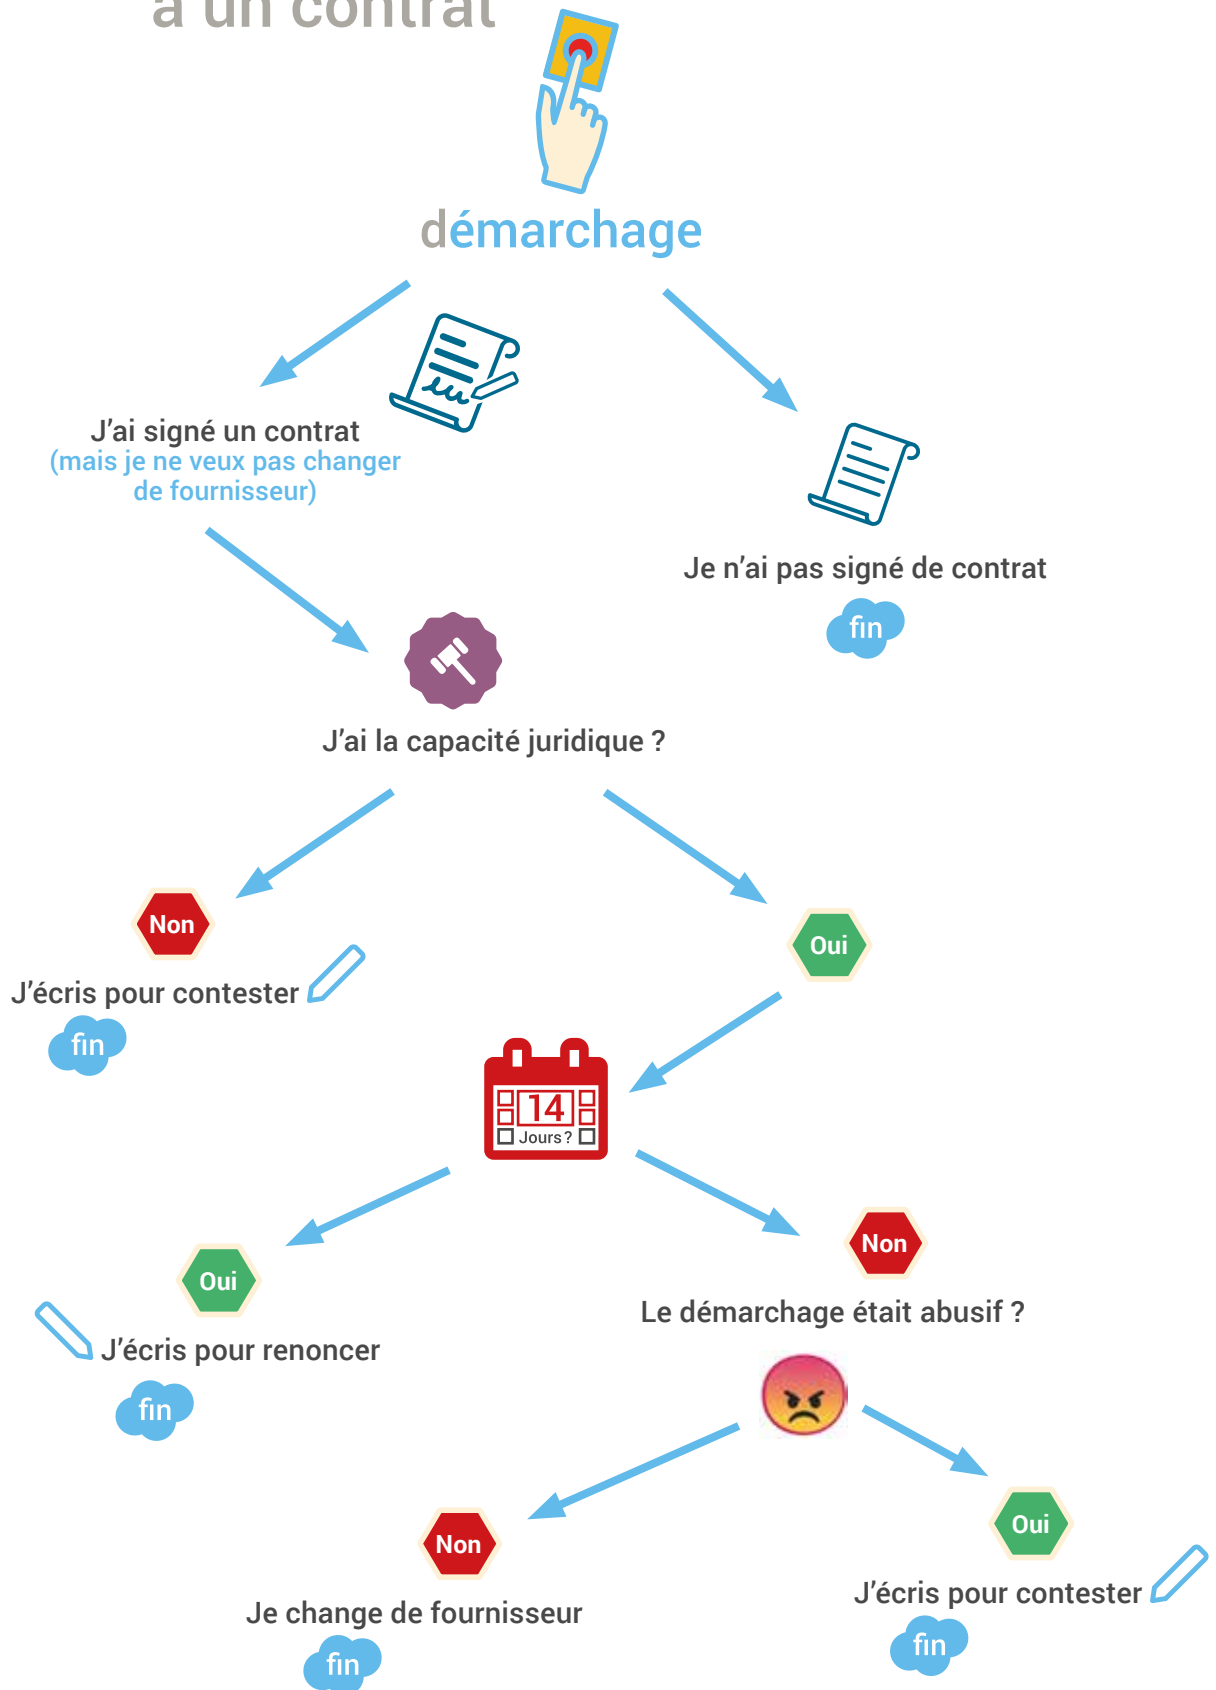 à un contrat
démarchage
J'ai signé un contrat
(mais je ne veux pas changer
de fournisseur)
Je n'ai pas signé de contrat
fin
J'ai la capacité juridique ?
Non
Oui
J'écris pour contester
fin
14
Jours ?
Non
Oui
Le démarchage était abusif ?
J'écris pour renoncer
fin
Oui
Non
J'écris pour contester
Je change de fournisseur
fin
fin